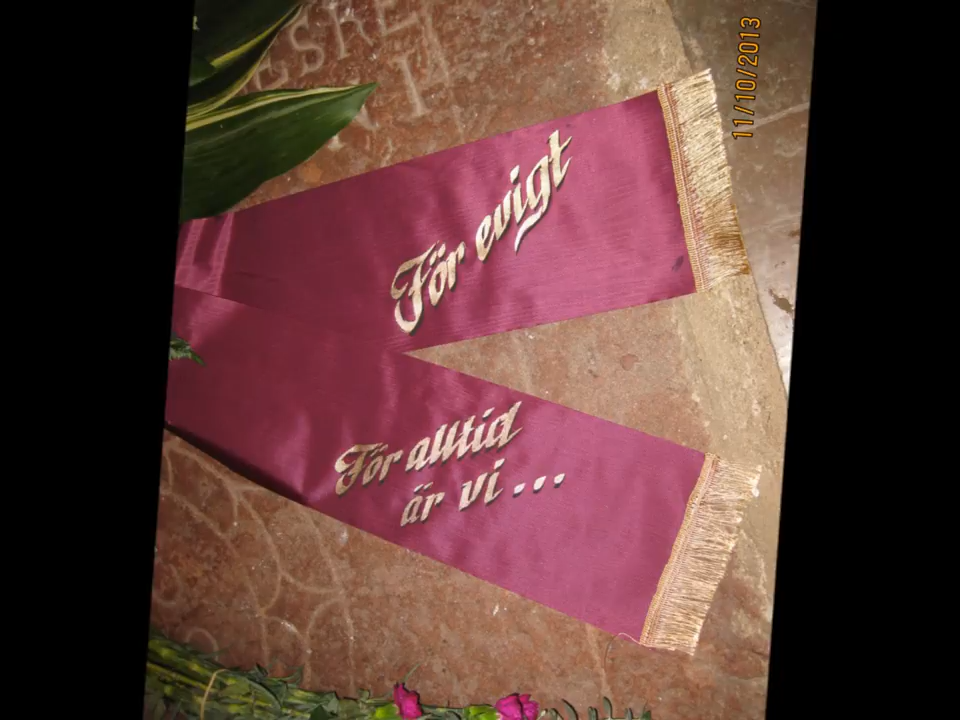 För alltid
är vi ...
För evigt
11/10/2013